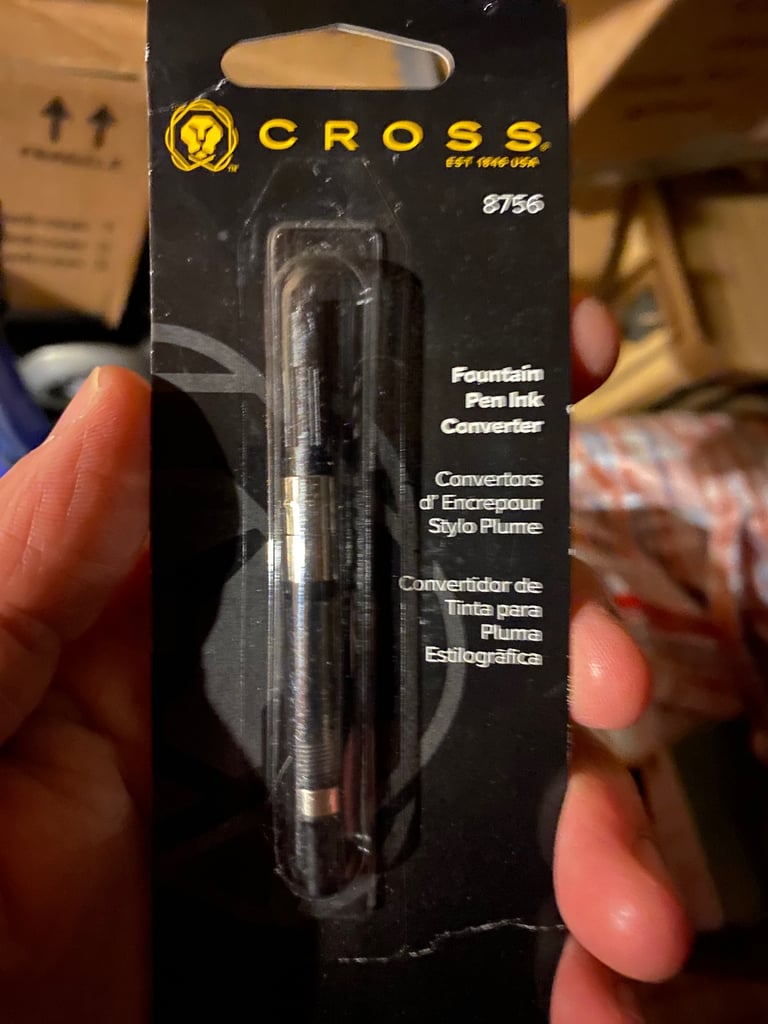 CROSS
EST 1846 USA
8756
Fountain
Pen Ink
Converter
Convertors
d' Encrepour
Stylo Plume
Convertidor de
Tinta para
Pluma
Estilográfica